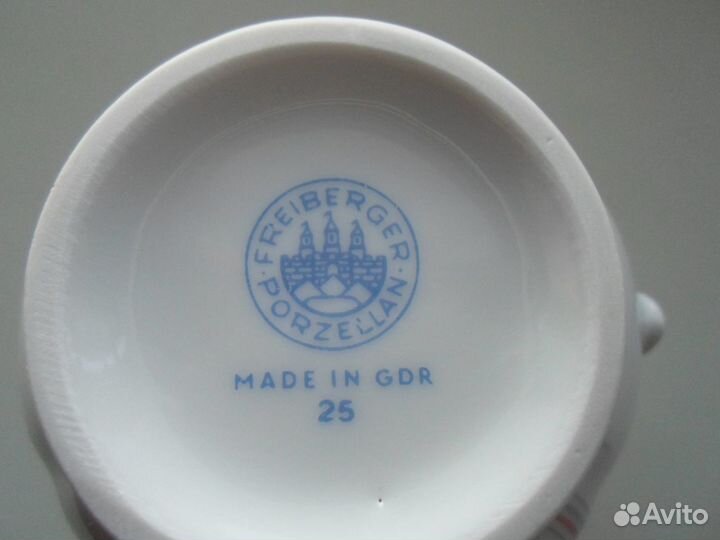 FREIBERGER
PORZELLAN
MADE IN GDR
25
Avito